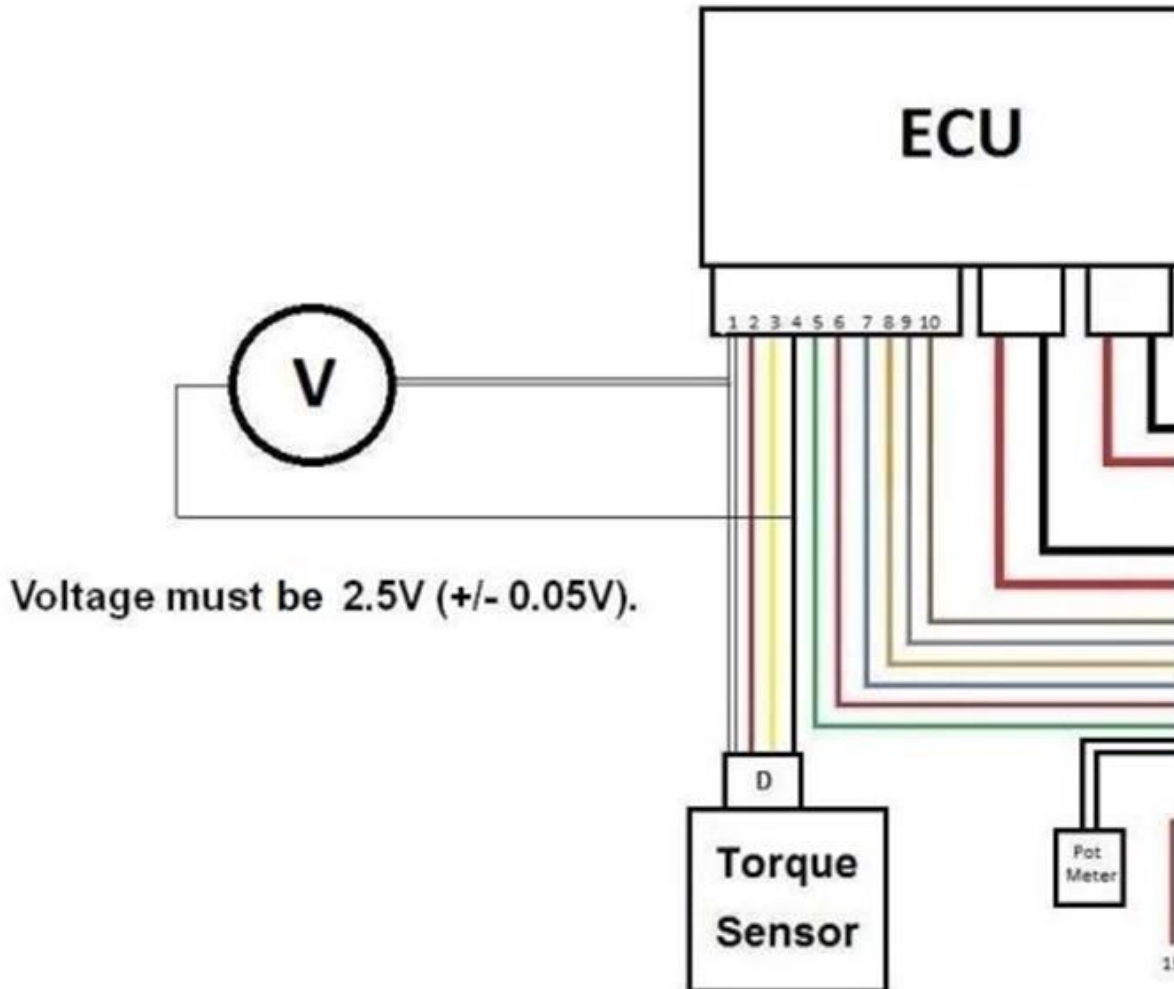 ECU
1 2 3 4 5 6 7 8 9 10
V
Voltage must be 2.5V (+/- 0.05V).
D
Torque
Sensor
Pot
Meter